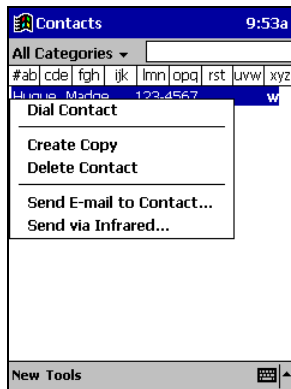 Contacts 9:53a
All Categories
#ab cde fgh ijk lmn opq rst uvw xyz
Huque, Madge 123-4567 w
Dial Contact
Create Copy
Delete Contact
Send E-mail to Contact...
Send via Infrared...
New Tools